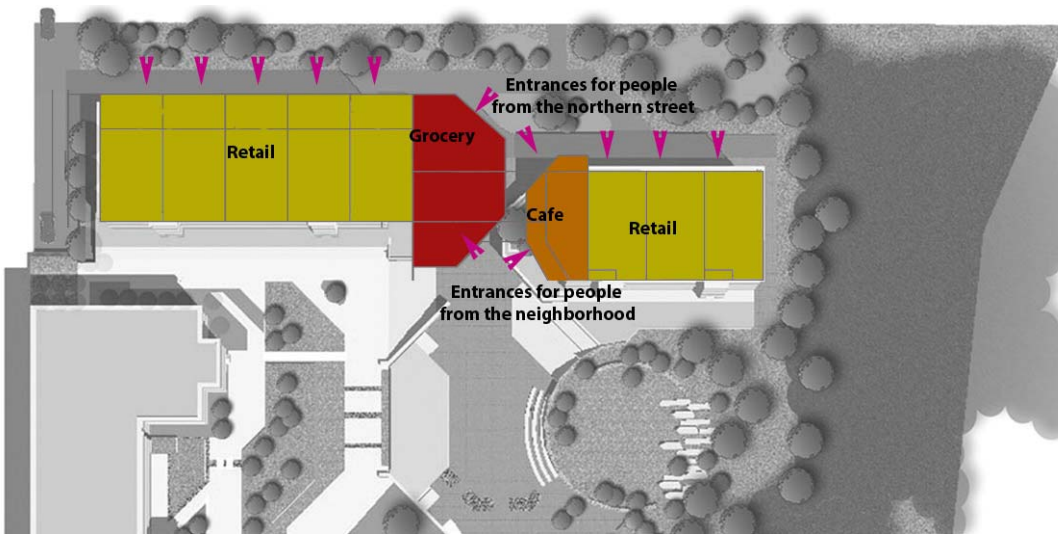 Entrances for people
from the northern street
Grocery
Retail
Cafe
Retail
Entrances for people
from the neighborhood